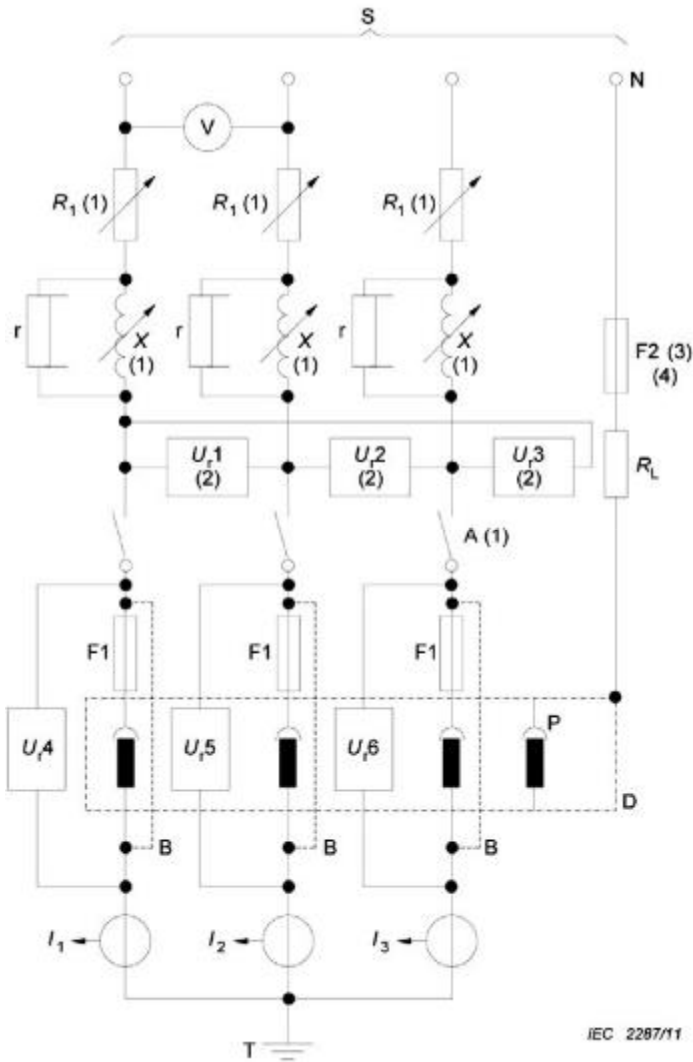 S
N
V
R1 (1) R1 (1) R1 (1)
r X (1) r X (1) r X (1)
F2 (3)
(4)
Ur1 (2) Ur2 (2) Ur3 (2) RL
A (1)
F1 F1 F1
Ur4 Ur5 Ur6 P
D
B B B
I1 I2 I3
T
IEC 2287/11